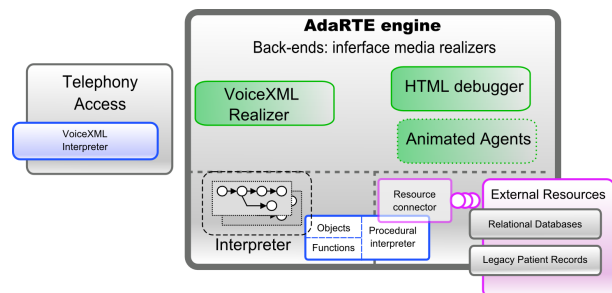 AdaRTE engine
Back-ends: inferface media realizers
Telephony
Access
VoiceXML
Interpreter
VoiceXML
Realizer
HTML debugger
Animated Agents
Resource
connector
External Resources
Relational Databases
Legacy Patient Records
Interpreter
Objects
Functions
Procedural
interpreter